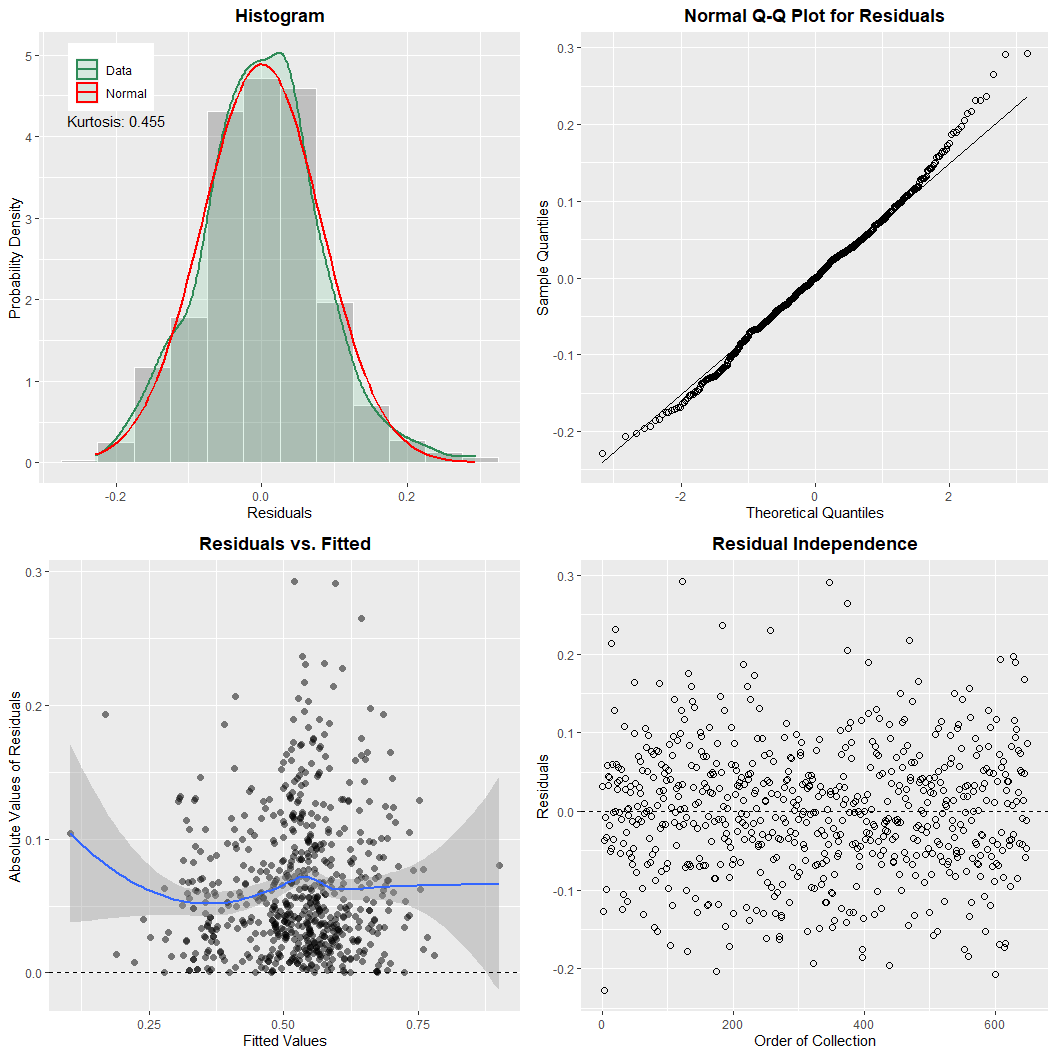 Histogram
Data
Normal
Kurtosis: 0.455
Probability Density
5
4
3
2
1
0
-0.2
0.0
0.2
Residuals
Normal Q-Q Plot for Residuals
Sample Quantiles
0.3
0.2
0.1
0.0
-0.1
-0.2
-2
0
2
Theoretical Quantiles
Residuals vs. Fitted
Absolute Values of Residuals
0.3
0.2
0.1
0.0
0.25
0.50
0.75
Fitted Values
Residual Independence
Residuals
0.3
0.2
0.1
0.0
-0.1
-0.2
0
200
400
600
Order of Collection